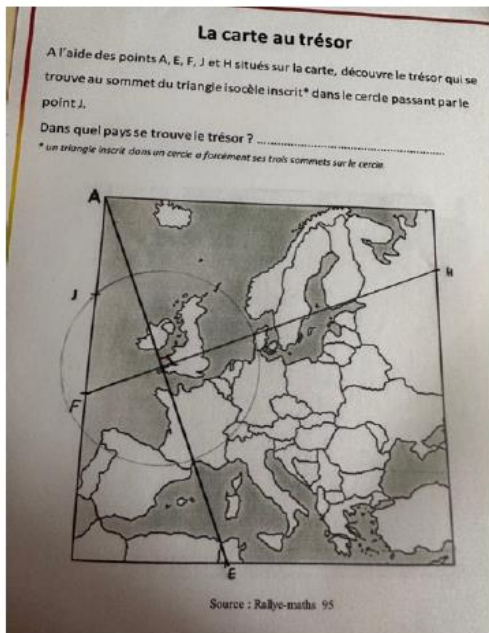 La carte au trésor
A l'aide des points A, E, F, J et H situés sur la carte, découvre le trésor qui se
trouve au sommet du triangle isocèle inscrit* dans le cercle passant par le
point J.
Dans quel pays se trouve le trésor ? ............................................
* un triangle inscrit dans un cercle a forcément ses trois sommets sur le cercle.
A
H
J
F
E
Source : Rallye-maths 95